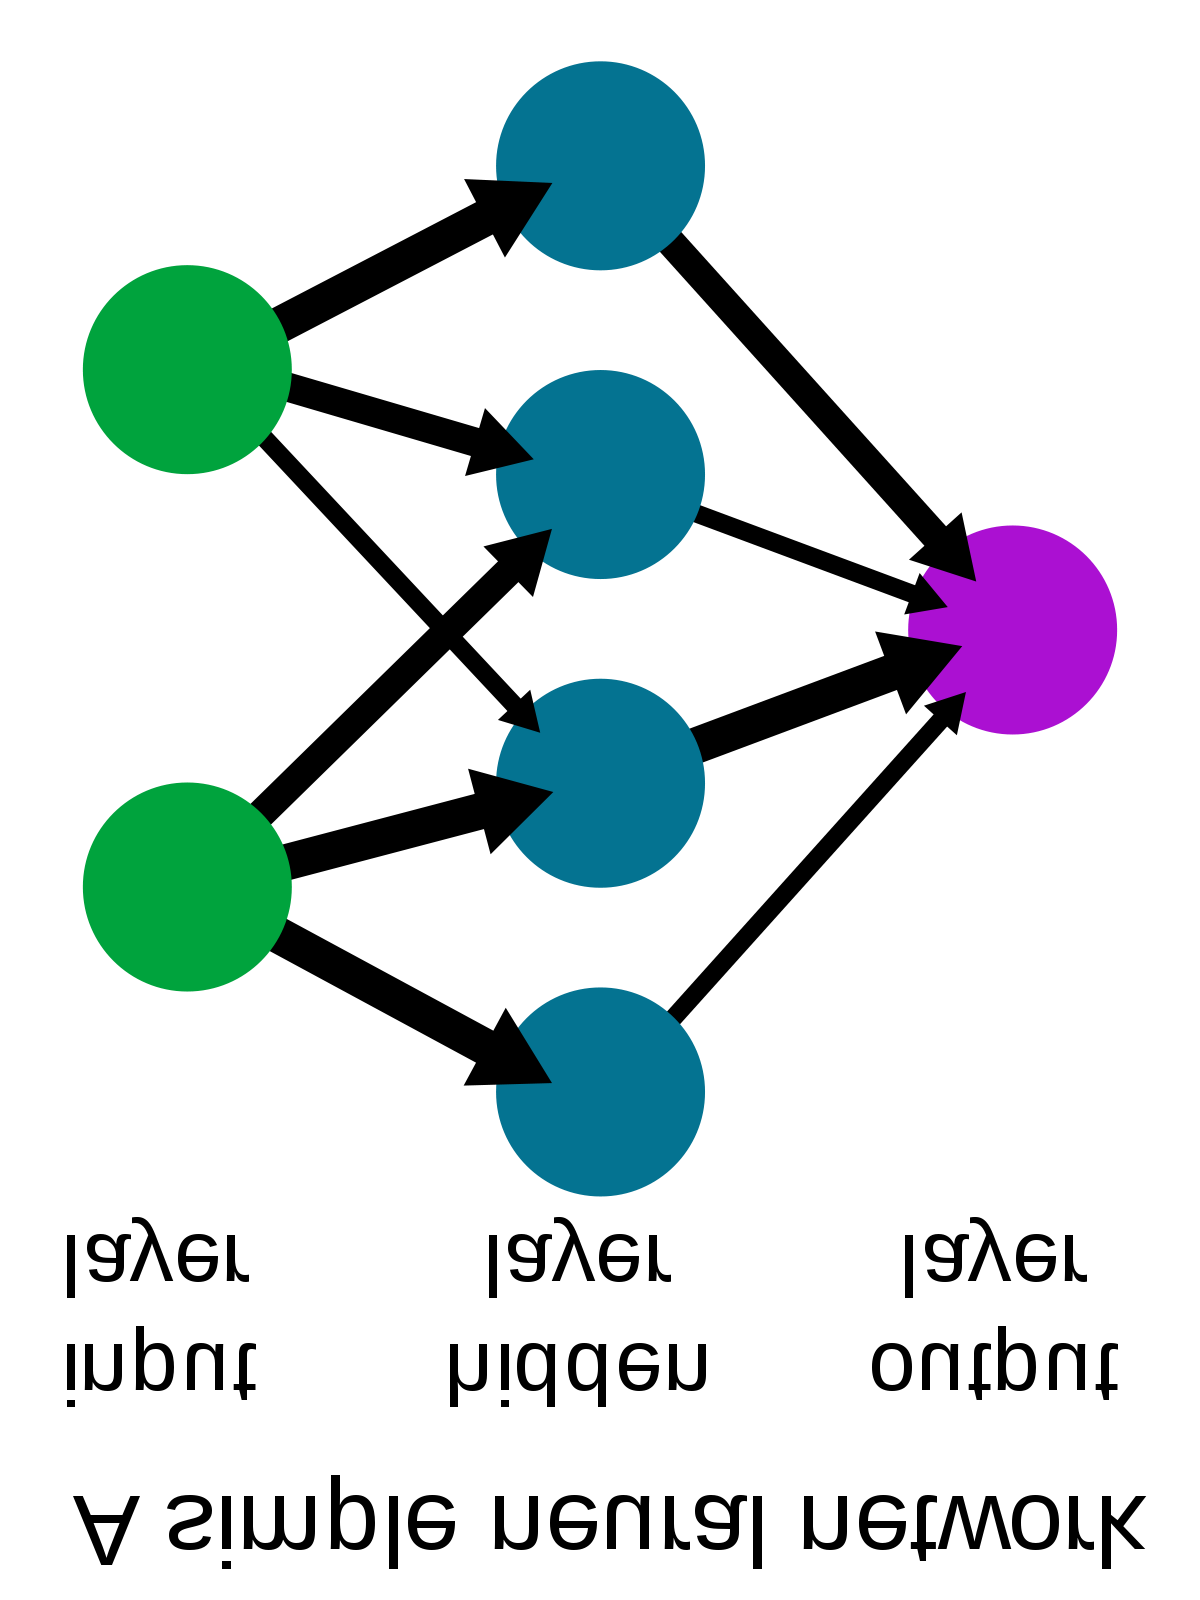 A simple neural network
input hidden output
layer layer layer